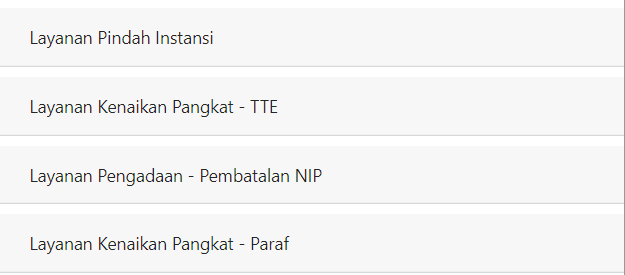 Layanan Pindah Instansi
Layanan Kenaikan Pangkat - TTE
Layanan Pengadaan - Pembatalan NIP
Layanan Kenaikan Pangkat - Paraf